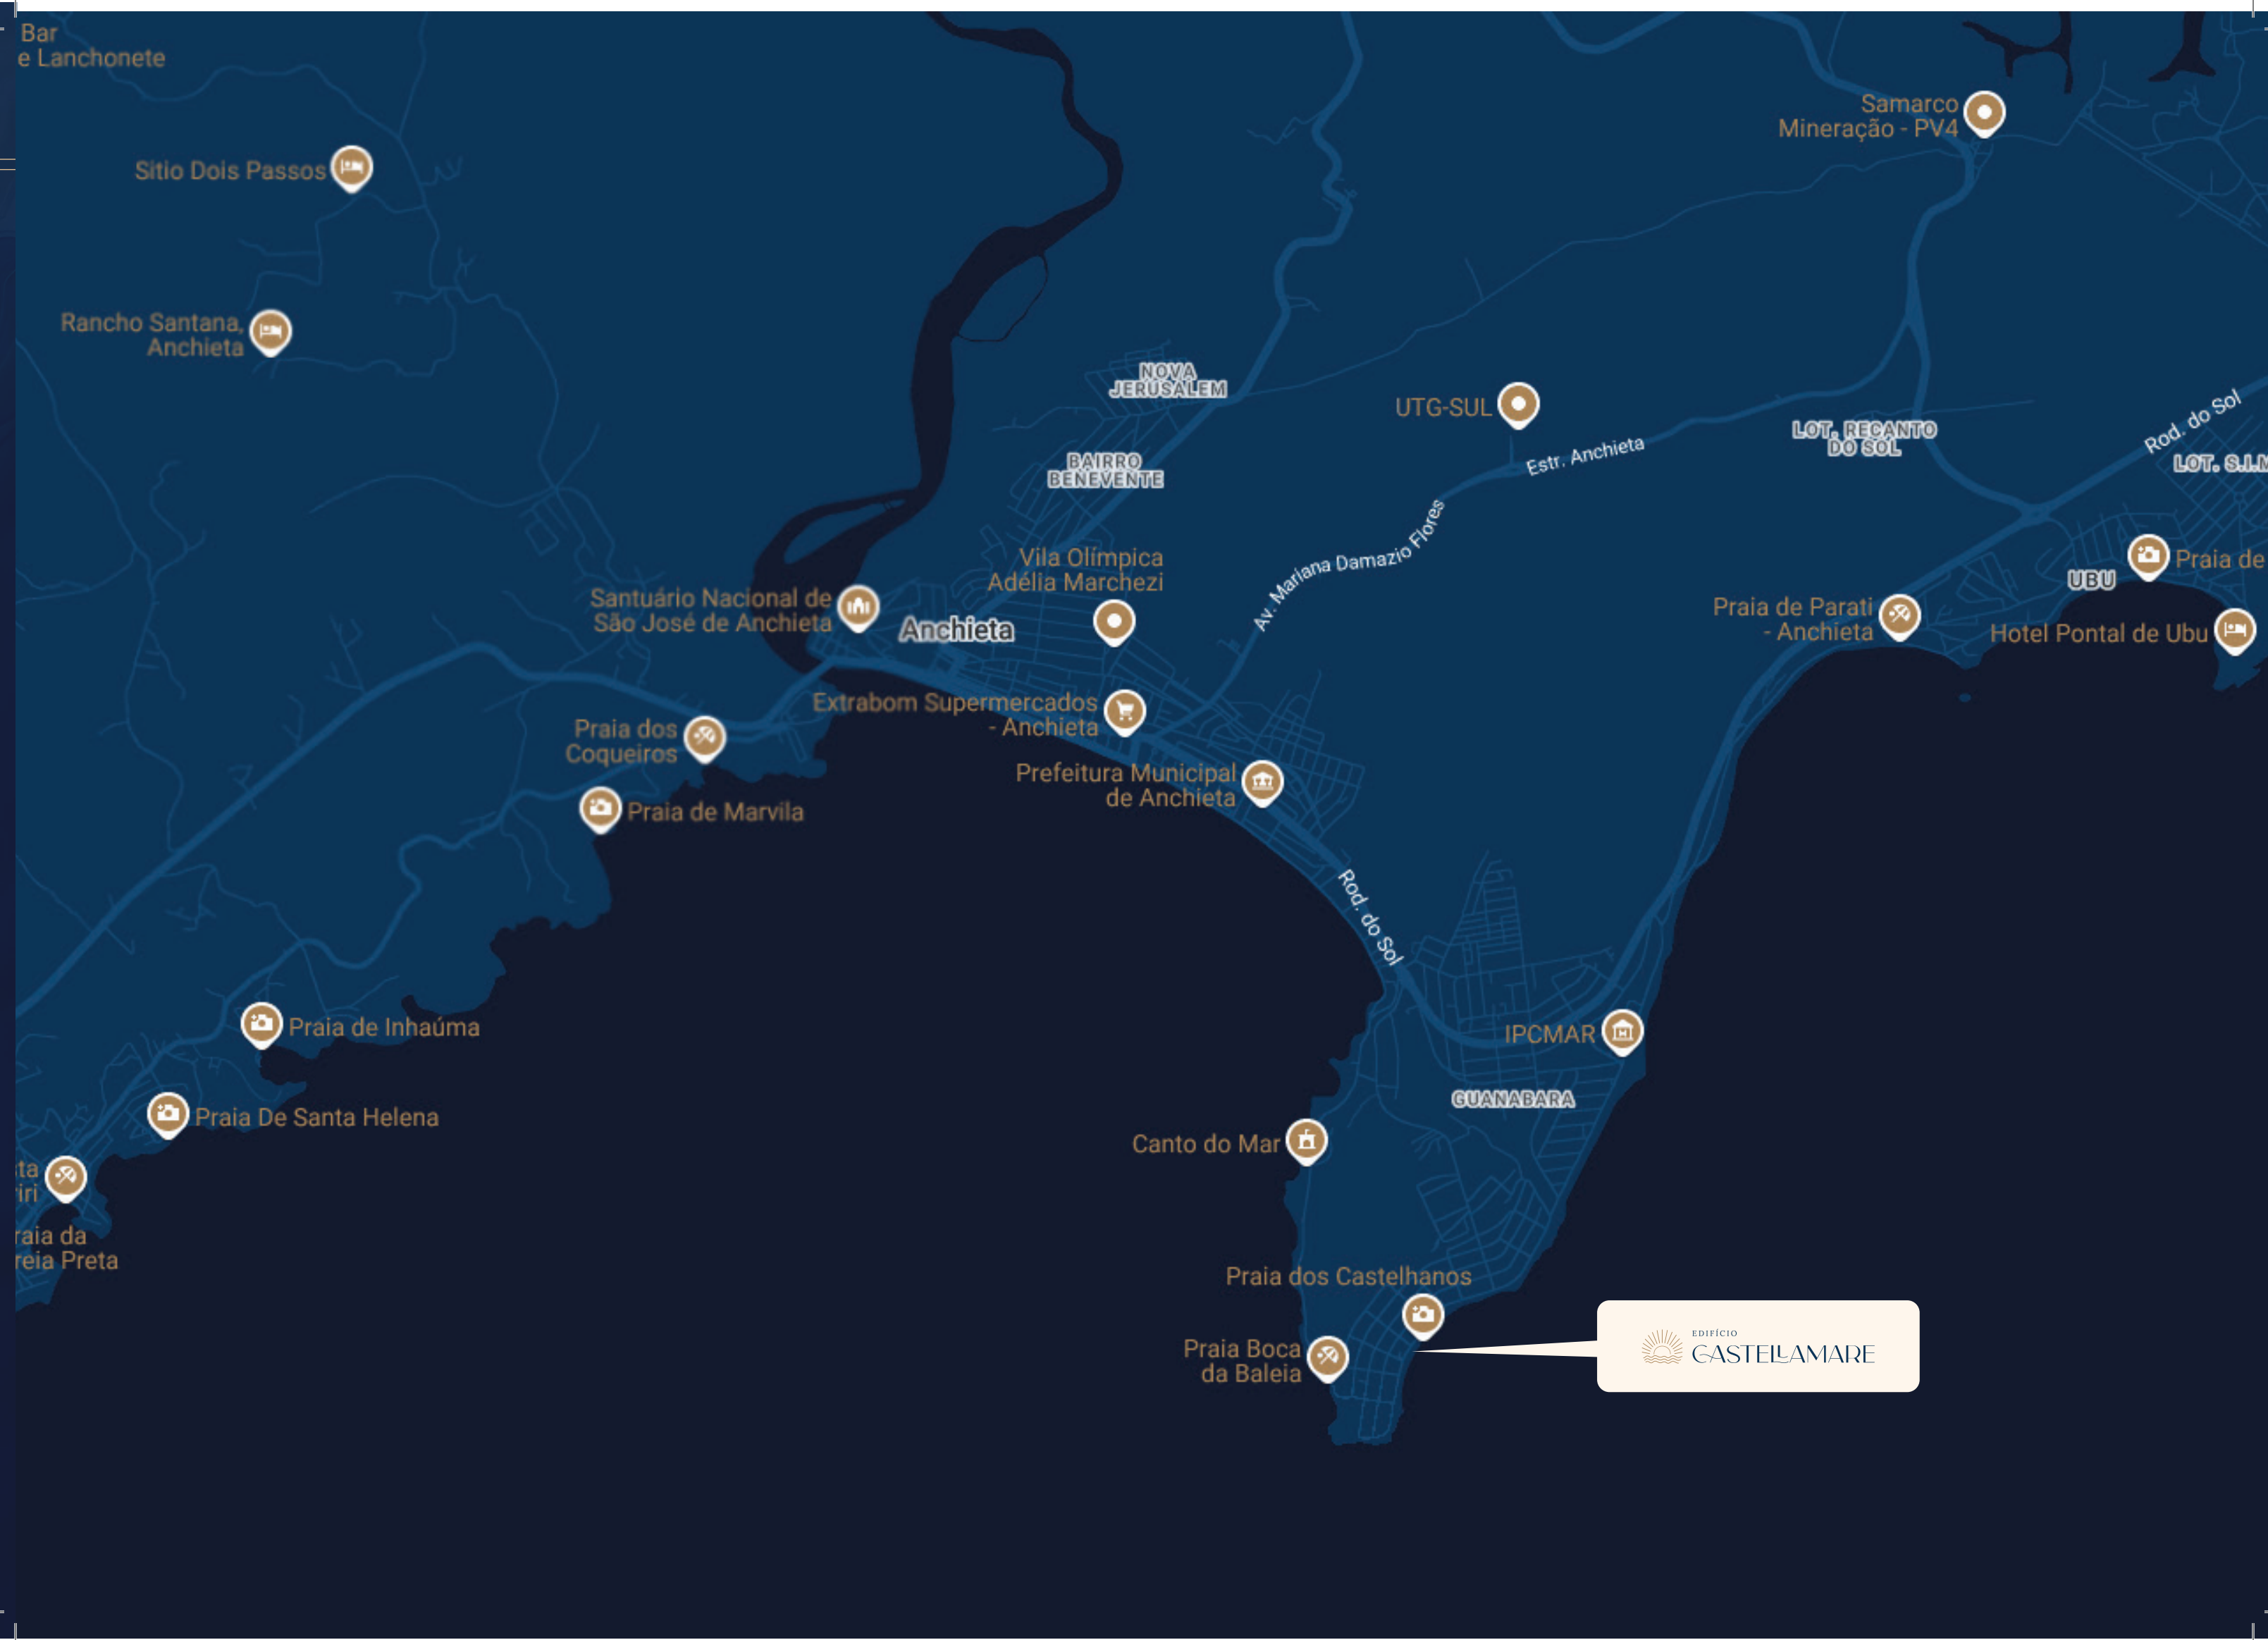 Bar
e Lanchonete
Sitio Dois Passos
Rancho Santana,
Anchieta
Samarco
Mineração - PV4
NOVA
JERUSALEM
UTG-SUL
Estr. Anchieta
Av. Mariana Damazio Flores
LOT. RECANTO
DO SOL
Rod. do Sol
LOT. S.I.M
BAIRRO
BENEVENTE
Vila Olímpica
Adélia Marchezi
Santuário Nacional de
São José de Anchieta
Anchieta
Praia de
UBU
Praia de Parati
- Anchieta
Hotel Pontal de Ubu
Extrabom Supermercados
- Anchieta
Praia dos
Coqueiros
Prefeitura Municipal
de Anchieta
Praia de Marvila
Rod. do Sol
Praia de Inhaúma
IPCMAR
GUANABARA
Praia De Santa Helena
Canto do Mar
ta
iri
raia da
reia Preta
Praia dos Castelhanos
Praia Boca
da Baleia
EDIFÍCIO
CASTELLAMARE